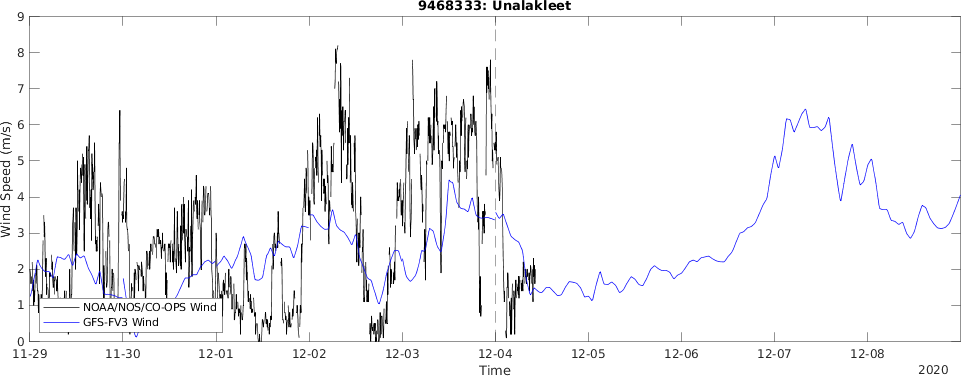 9468333: Unalakleet
9
8
7
6
5
4
3
2
1
0
Wind Speed (m/s)
NOAA/NOS/CO-OPS Wind
GFS-FV3 Wind
11-29 11-30 12-01 12-02 12-03 12-04 12-05 12-06 12-07 12-08
Time
2020